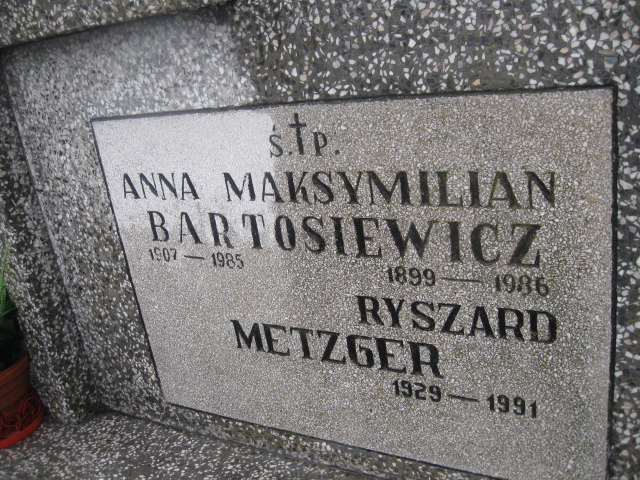 Ś.†P.
ANNA MAKSYMILIAN
BARTOSIEWICZ
1907 — 1985 1899 — 1986
RYSZARD
METZGER
1929 — 1991